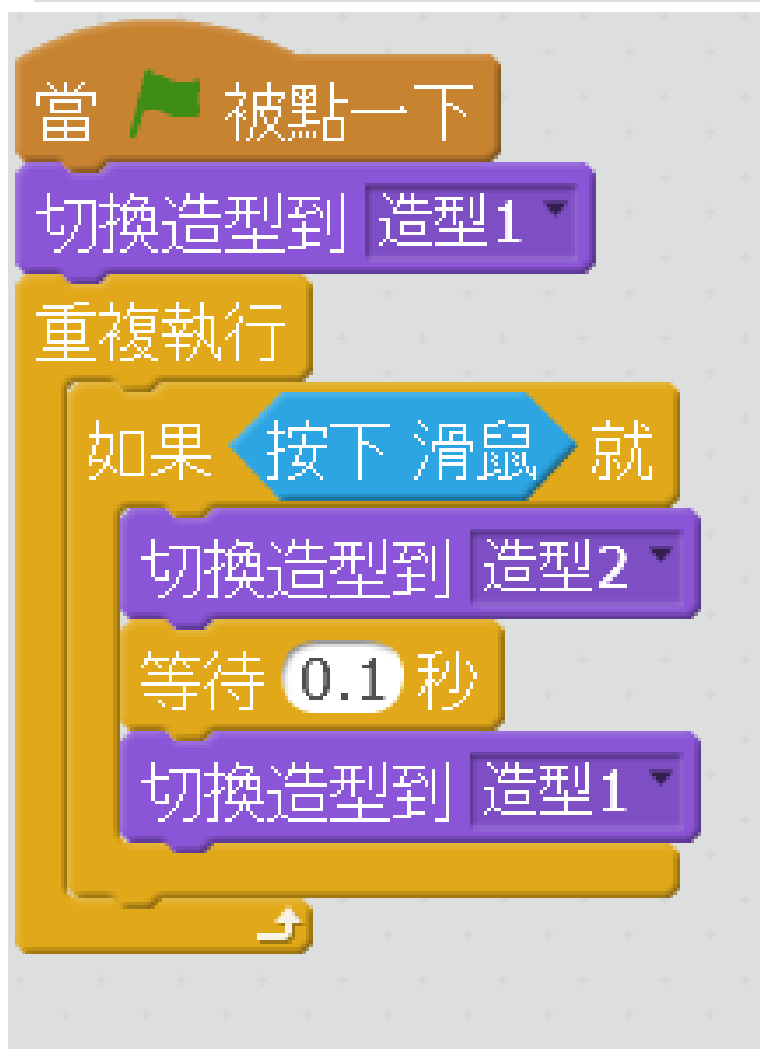 當 被點一下
切換造型到 造型1
重複執行
如果 按下 滑鼠 就
切換造型到 造型2
等待 0.1 秒
切換造型到 造型1